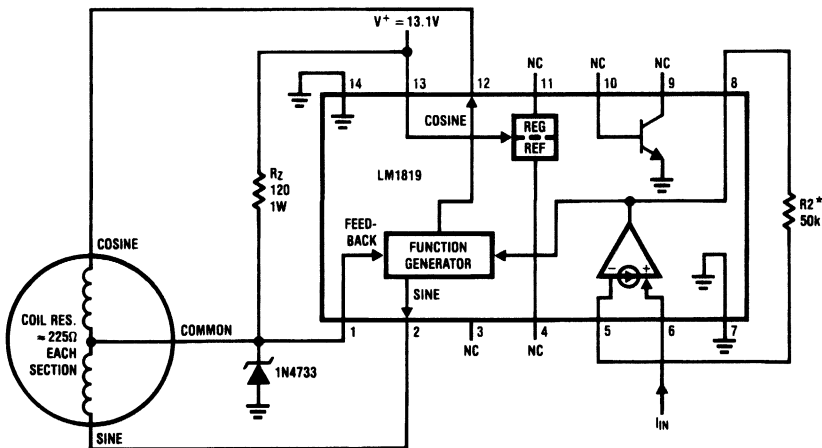 V+ = 13.1V
14
13
12
NC
11
NC
10
NC
9
8
COSINE
REG
REF
LM1819
RZ
120
1W
R2*
50k
FEED-
BACK
FUNCTION
GENERATOR
COSINE
SINE
COIL RES.
≈ 225Ω
EACH
SECTION
COMMON
- +
1
2
3
NC
4
NC
5
6
7
1N4733
IIN
SINE